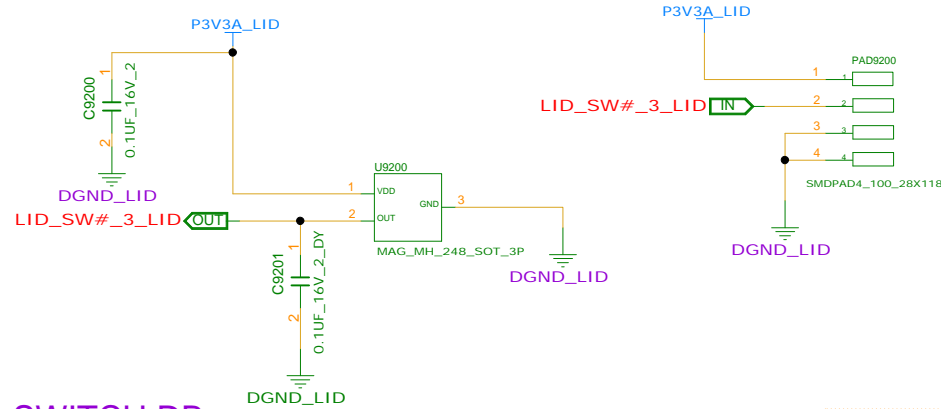 P3V3A_LID
P3V3A_LID
C9200
1
2
0.1UF_16V_2
DGND_LID
LID_SW#_3_LID OUT
U9200
1 VDD
2 OUT
GND 3
MAG_MH_248_SOT_3P
DGND_LID
C9201
1
2
0.1UF_16V_2_DY
DGND_LID
PAD9200
1 1
LID_SW#_3_LID IN 2 2
3 3
4 4
SMDPAD4_100_28X118
DGND_LID